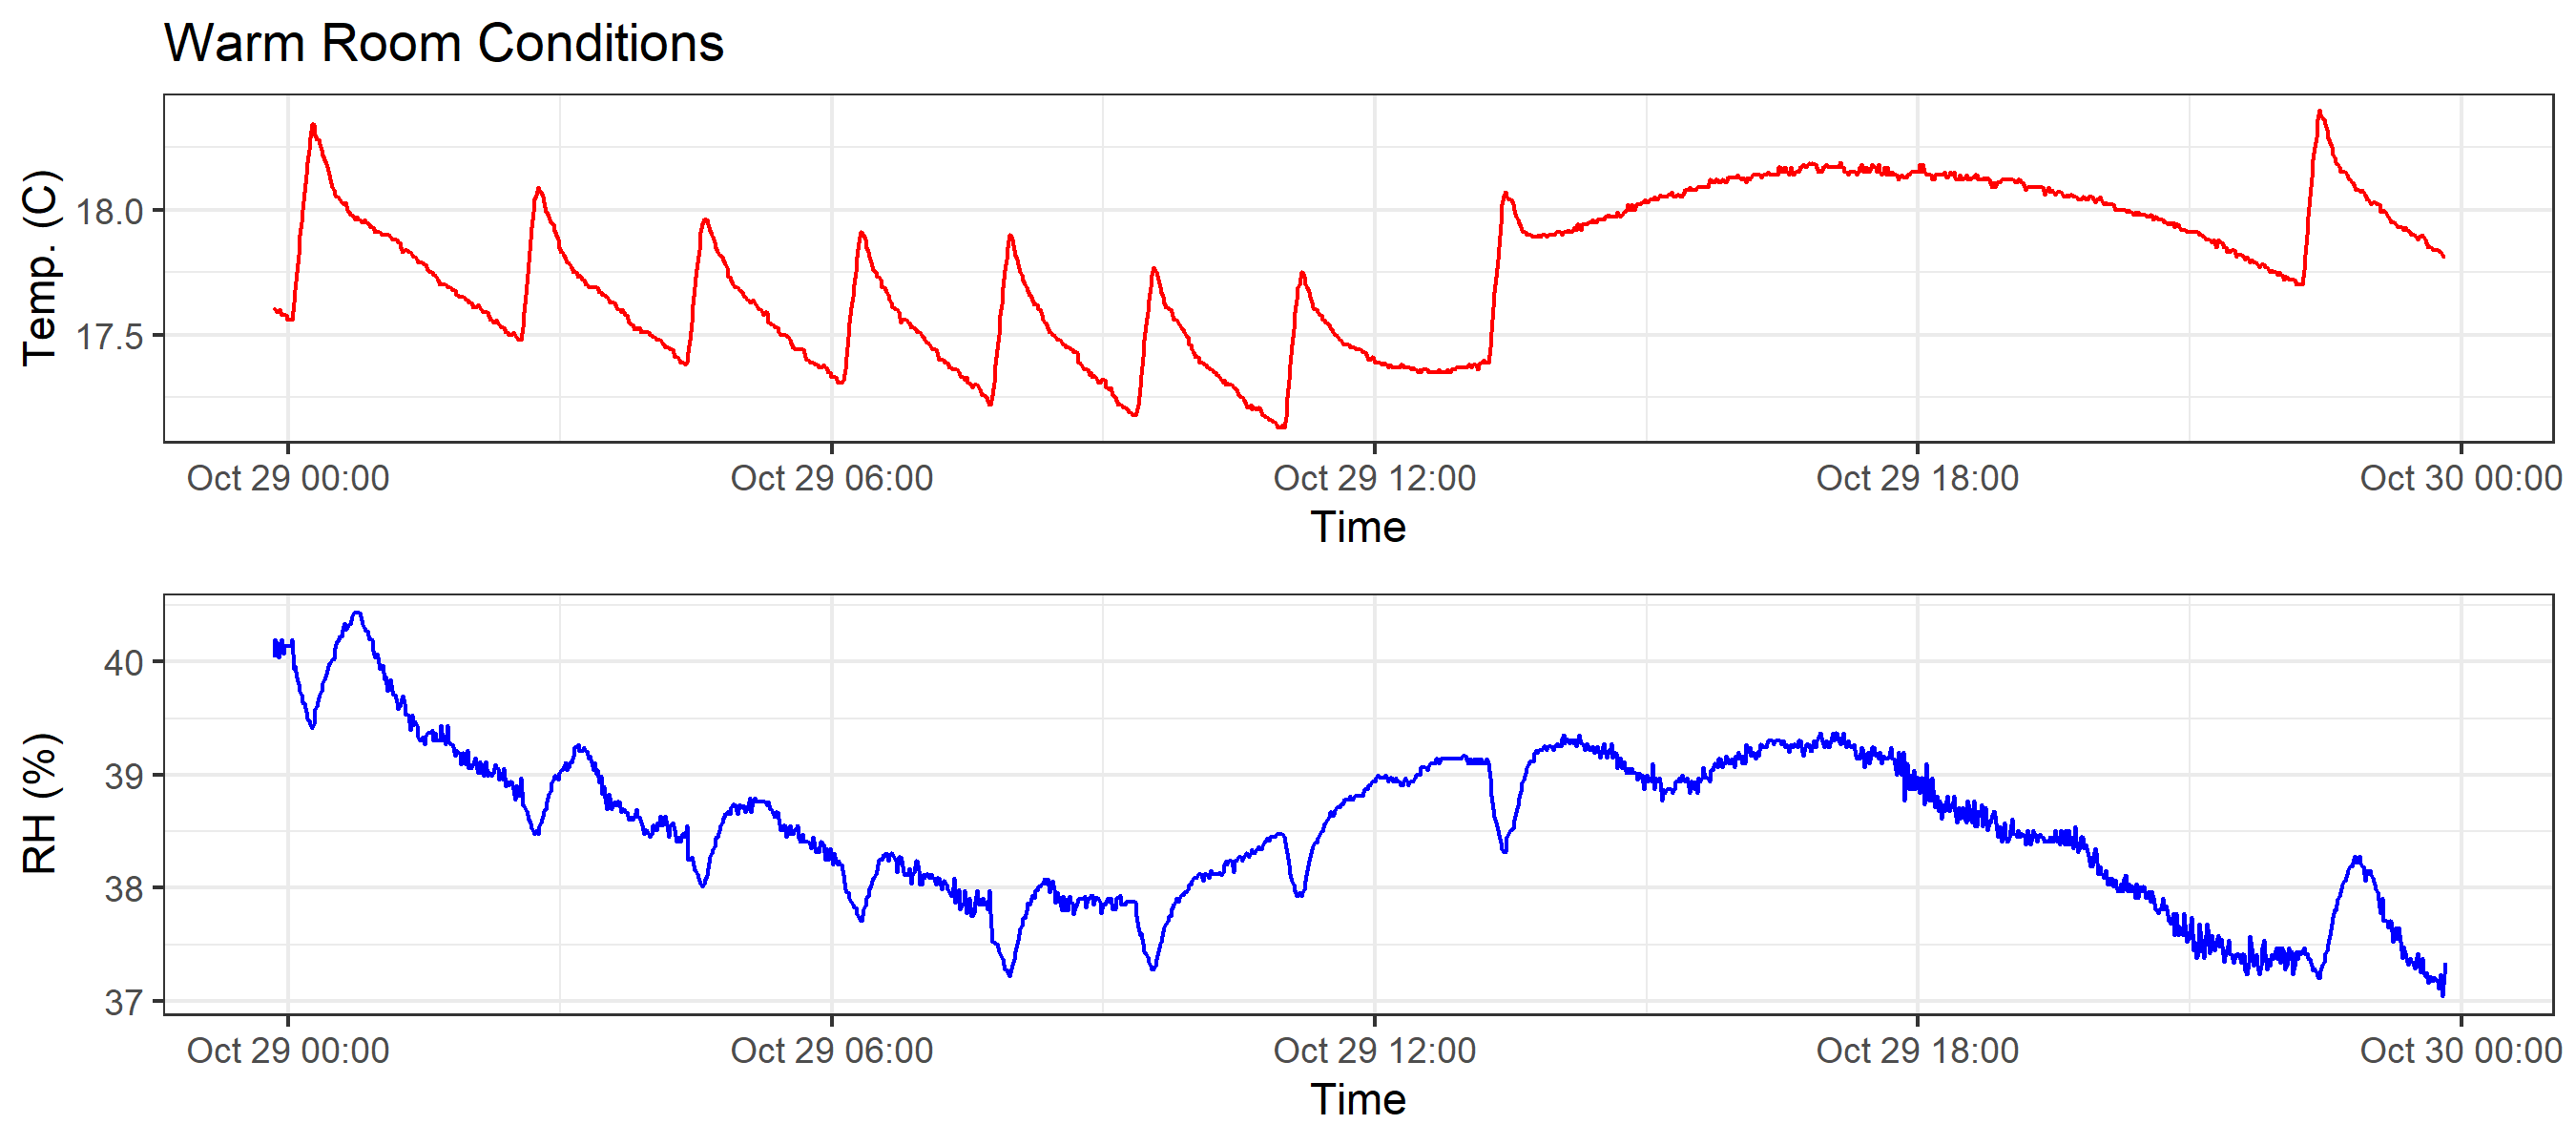 Warm Room Conditions
Temp. (C)
18.0
17.5
Oct 29 00:00 Oct 29 06:00 Oct 29 12:00 Oct 29 18:00 Oct 30 00:00
Time
RH (%)
40
39
38
37
Oct 29 00:00 Oct 29 06:00 Oct 29 12:00 Oct 29 18:00 Oct 30 00:00
Time